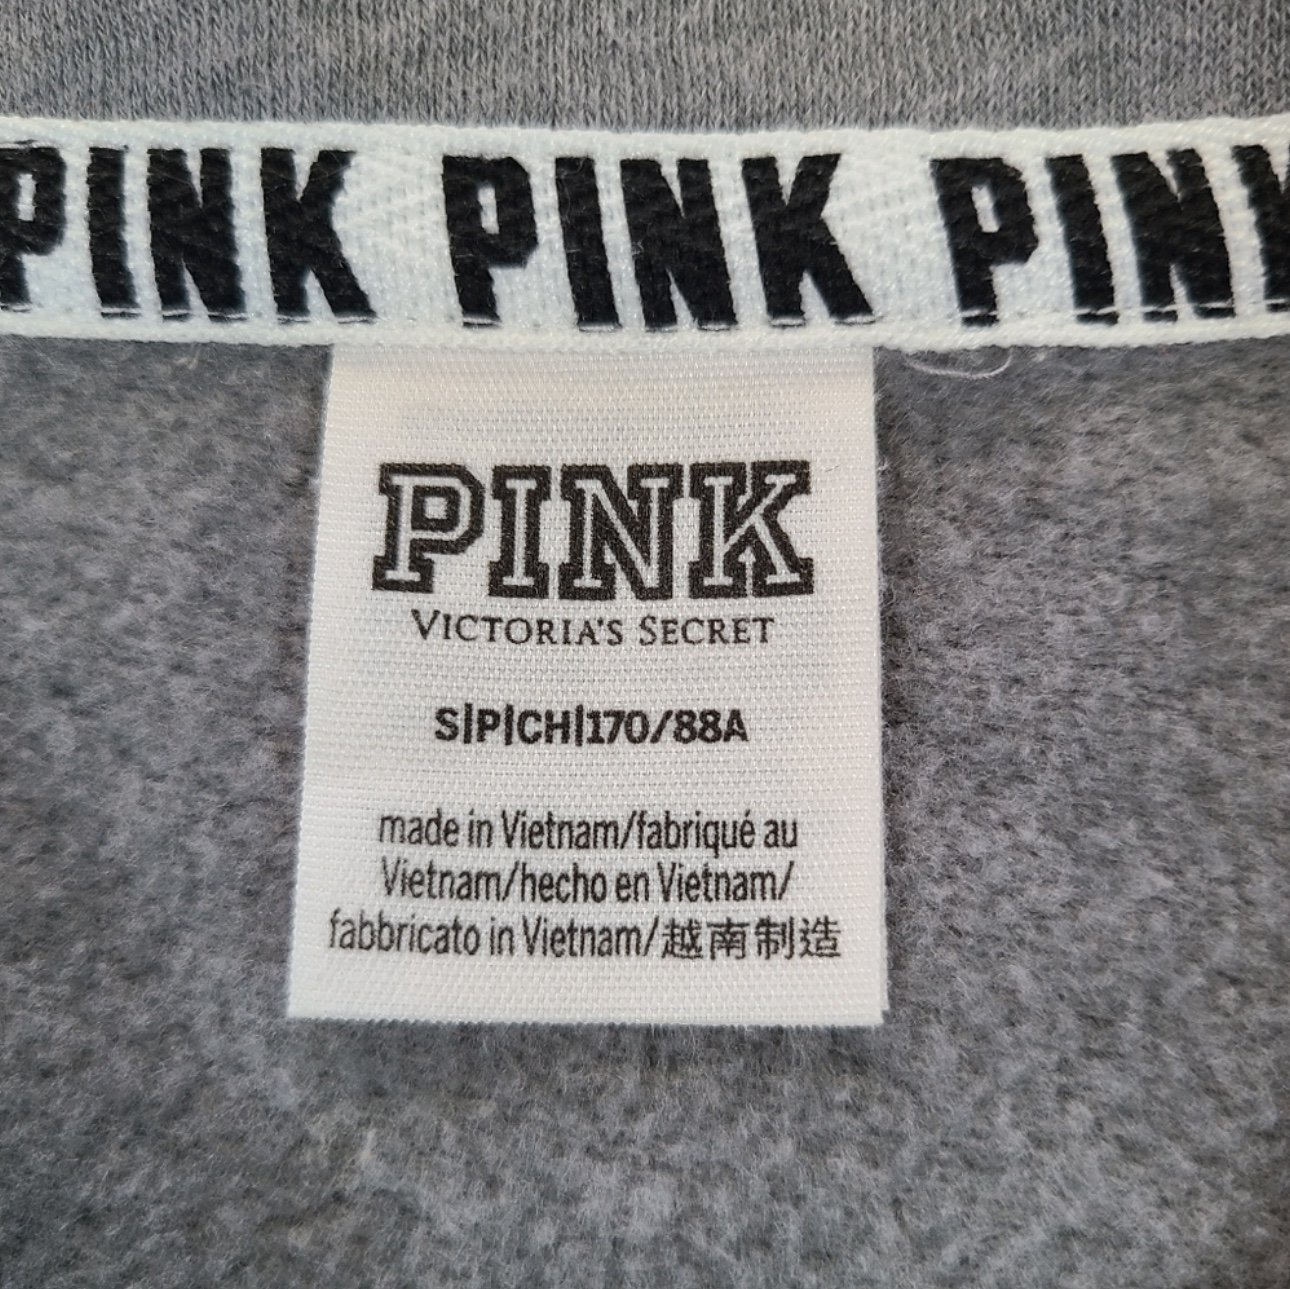 PINK PINK PINK
PINK
VICTORIA'S SECRET
S|P|CH|170/88A
made in Vietnam/fabriqué au
Vietnam/hecho en Vietnam/
fabbricato in Vietnam/越南制造